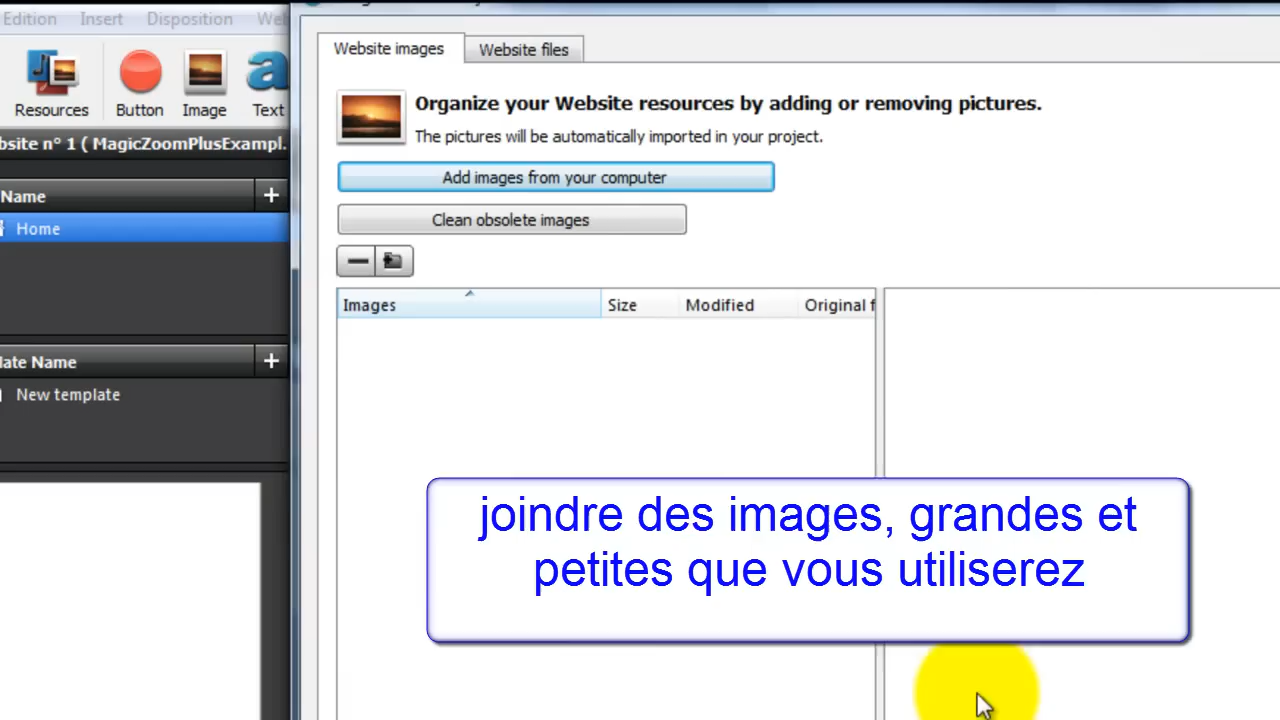 Edition Insert Disposition
Resources Button Image Text
bsite n° 1 ( MagicZoomPlusExampl.
Name
Home
late Name
New template
Website images Website files
Organize your Website resources by adding or removing pictures.
The pictures will be automatically imported in your project.
Add images from your computer
Clean obsolete images
Images Size Modified Original f
joindre des images, grandes et
petites que vous utiliserez